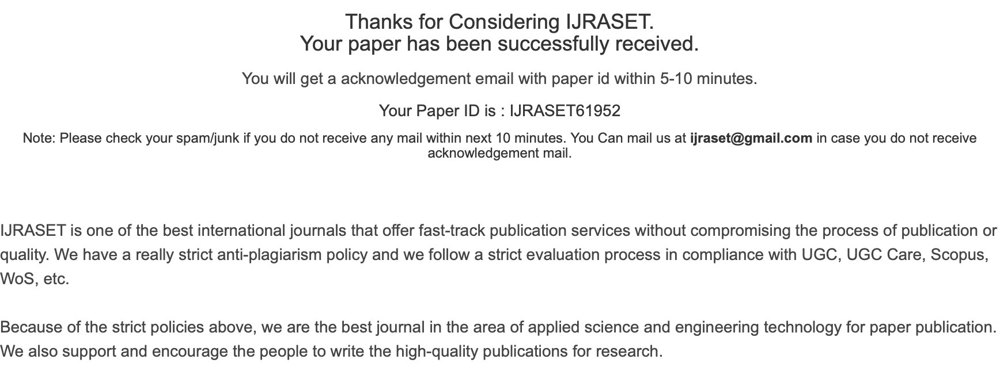 Thanks for Considering IJRASET.
Your paper has been successfully received.
You will get a acknowledgement email with paper id within 5-10 minutes.
Your Paper ID is : IJRASET61952
Note: Please check your spam/junk if you do not receive any mail within next 10 minutes. You Can mail us at ijraset@gmail.com in case you do not receive
acknowledgement mail.
IJRASET is one of the best international journals that offer fast-track publication services without compromising the process of publication or
quality. We have a really strict anti-plagiarism policy and we follow a strict evaluation process in compliance with UGC, UGC Care, Scopus,
WoS, etc.
Because of the strict policies above, we are the best journal in the area of applied science and engineering technology for paper publication.
We also support and encourage the people to write the high-quality publications for research.